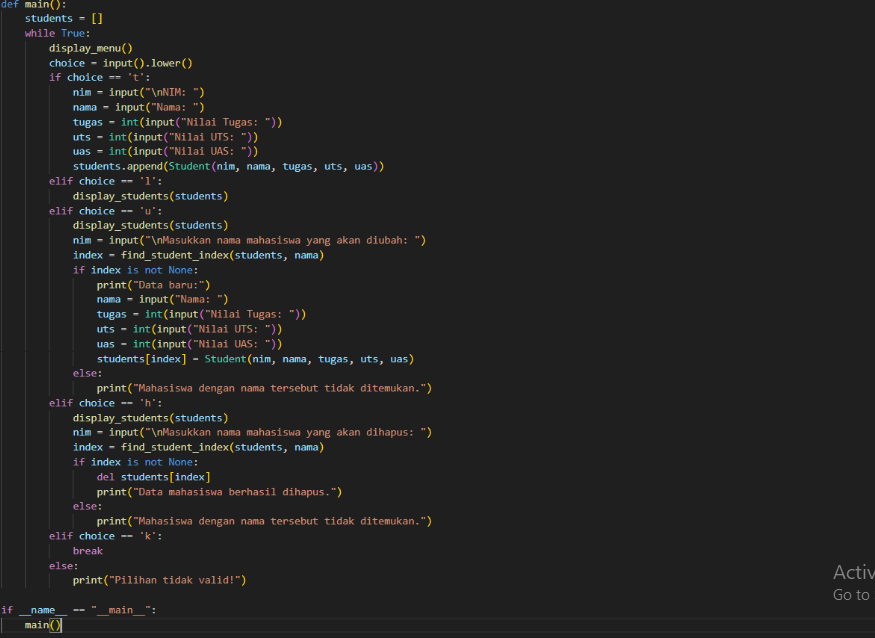 def main():
    students = []
    while True:
        display_menu()
        choice = input().lower()
        if choice == 't':
            nim = input("\nNIM: ")
            nama = input("Nama: ")
            tugas = int(input("Nilai Tugas: "))
            uts = int(input("Nilai UTS: "))
            uas = int(input("Nilai UAS: "))
            students.append(Student(nim, nama, tugas, uts, uas))
        elif choice == 'l':
            display_students(students)
        elif choice == 'u':
            display_students(students)
            nim = input("\nMasukkan nama mahasiswa yang akan diubah: ")
            index = find_student_index(students, nama)
            if index is not None:
                print("Data baru:")
                nama = input("Nama: ")
                tugas = int(input("Nilai Tugas: "))
                uts = int(input("Nilai UTS: "))
                uas = int(input("Nilai UAS: "))
                students[index] = Student(nim, nama, tugas, uts, uas)
            else:
                print("Mahasiswa dengan nama tersebut tidak ditemukan.")
        elif choice == 'h':
            display_students(students)
            nim = input("\nMasukkan nama mahasiswa yang akan dihapus: ")
            index = find_student_index(students, nama)
            if index is not None:
                del students[index]
                print("Data mahasiswa berhasil dihapus.")
            else:
                print("Mahasiswa dengan nama tersebut tidak ditemukan.")
        elif choice == 'k':
            break
        else:
            print("Pilihan tidak valid!")
if __name__ == "__main__":
    main()
Activ
Go to